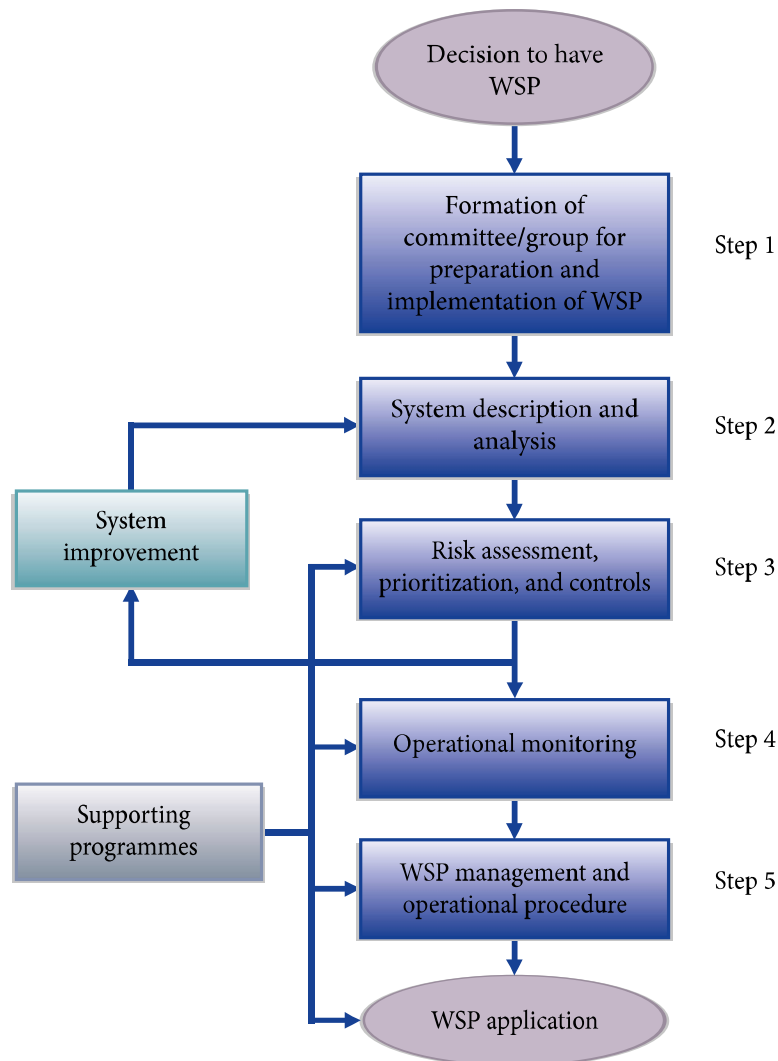 Decision to have
WSP
Formation of
committee/group for
preparation and
implementation of WSP
Step 1
System description and
analysis
Step 2
System
improvement
Risk assessment,
prioritization, and controls
Step 3
Operational monitoring
Step 4
Supporting
programmes
WSP management and
operational procedure
Step 5
WSP application